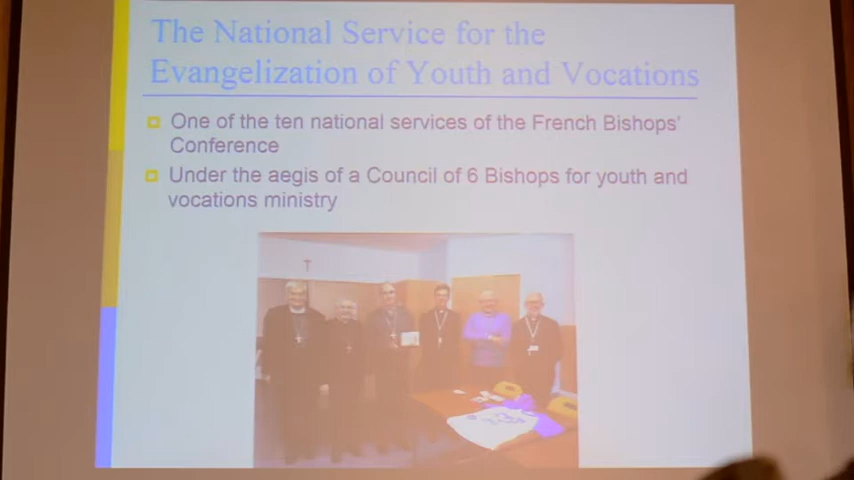 The National Service for the
Evangelization of Youth and Vocations
One of the ten national services of the French Bishops'
Conference
Under the aegis of a Council of 6 Bishops for youth and
vocations ministry